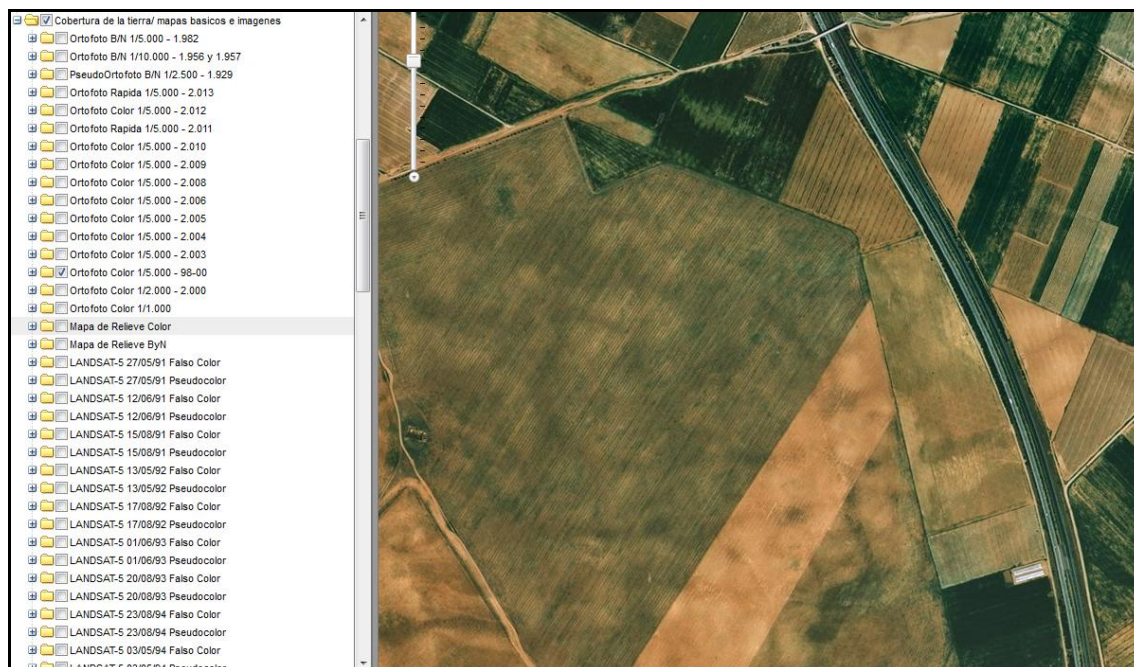 Cobertura de la tierra/ mapas basicos e imagenes
Ortofoto B/N 1/5.000 - 1.982
Ortofoto B/N 1/10.000 - 1.956 y 1.957
PseudoOrtofoto B/N 1/2.500 - 1.929
Ortofoto Rapida 1/5.000 - 2.013
Ortofoto Color 1/5.000 - 2.012
Ortofoto Rapida 1/5.000 - 2.011
Ortofoto Color 1/5.000 - 2.010
Ortofoto Color 1/5.000 - 2.009
Ortofoto Color 1/5.000 - 2.008
Ortofoto Color 1/5.000 - 2.006
Ortofoto Color 1/5.000 - 2.005
Ortofoto Color 1/5.000 - 2.004
Ortofoto Color 1/5.000 - 2.003
Ortofoto Color 1/5.000 - 98-00
Ortofoto Color 1/2.000 - 2.000
Ortofoto Color 1/1.000
Mapa de Relieve Color
Mapa de Relieve ByN
LANDSAT-5 27/05/91 Falso Color
LANDSAT-5 27/05/91 Pseudocolor
LANDSAT-5 12/06/91 Falso Color
LANDSAT-5 12/06/91 Pseudocolor
LANDSAT-5 15/08/91 Falso Color
LANDSAT-5 15/08/91 Pseudocolor
LANDSAT-5 13/05/92 Falso Color
LANDSAT-5 13/05/92 Pseudocolor
LANDSAT-5 17/08/92 Falso Color
LANDSAT-5 17/08/92 Pseudocolor
LANDSAT-5 01/06/93 Falso Color
LANDSAT-5 01/06/93 Pseudocolor
LANDSAT-5 20/08/93 Falso Color
LANDSAT-5 20/08/93 Pseudocolor
LANDSAT-5 23/08/94 Falso Color
LANDSAT-5 23/08/94 Pseudocolor
LANDSAT-5 03/05/94 Falso Color
LANDSAT-5 03/05/94 Pseudocolor